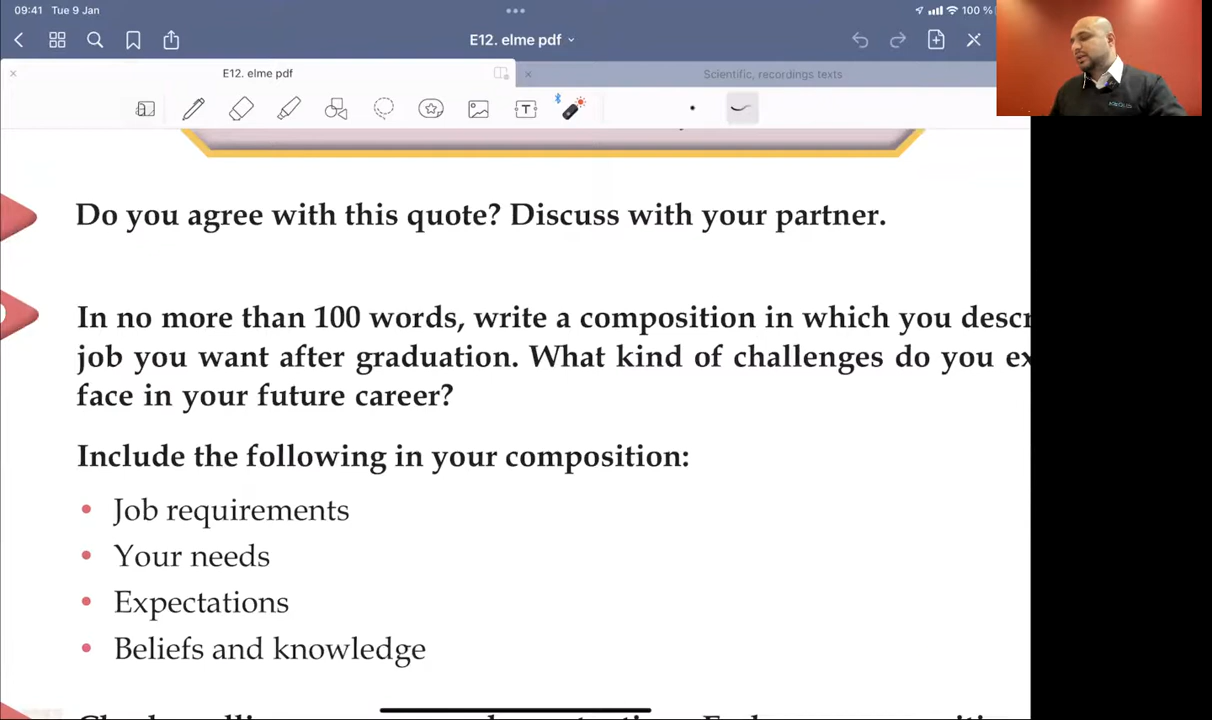 09:41 Tue 9 Jan
100 %
E12. elme pdf
E12. elme pdf
Scientific, recordings texts
T
Do you agree with this quote? Discuss with your partner.
In no more than 100 words, write a composition in which you descr
job you want after graduation. What kind of challenges do you ex
face in your future career?
Include the following in your composition:
• Job requirements
• Your needs
• Expectations
• Beliefs and knowledge